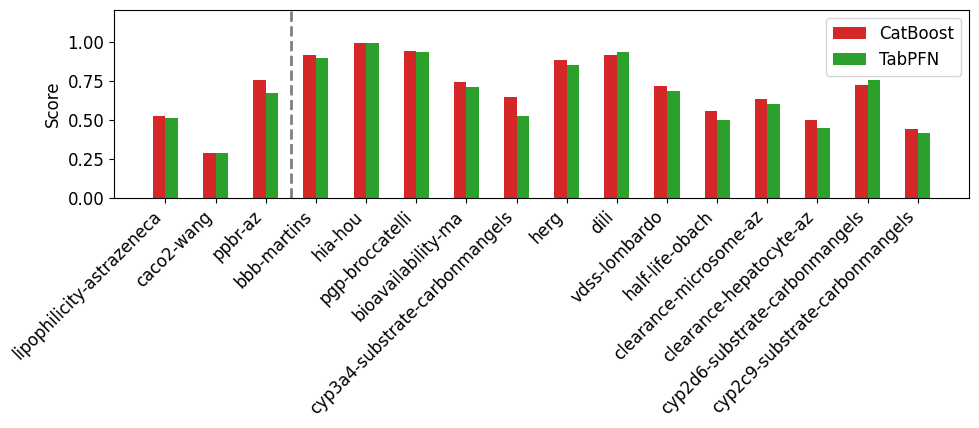 CatBoost
TabPFN
Score
1.00
0.75
0.50
0.25
0.00
lipophilicity-astrazeneca
caco2-wang
ppbr-az
bbb-martins
hia-hou
pgp-broccatelli
bioavailability-ma
cyp3a4-substrate-carbonmangels
herg
dili
vdss-lombardo
half-life-obach
clearance-microsome-az
clearance-hepatocyte-az
cyp2d6-substrate-carbonmangels
cyp2c9-substrate-carbonmangels